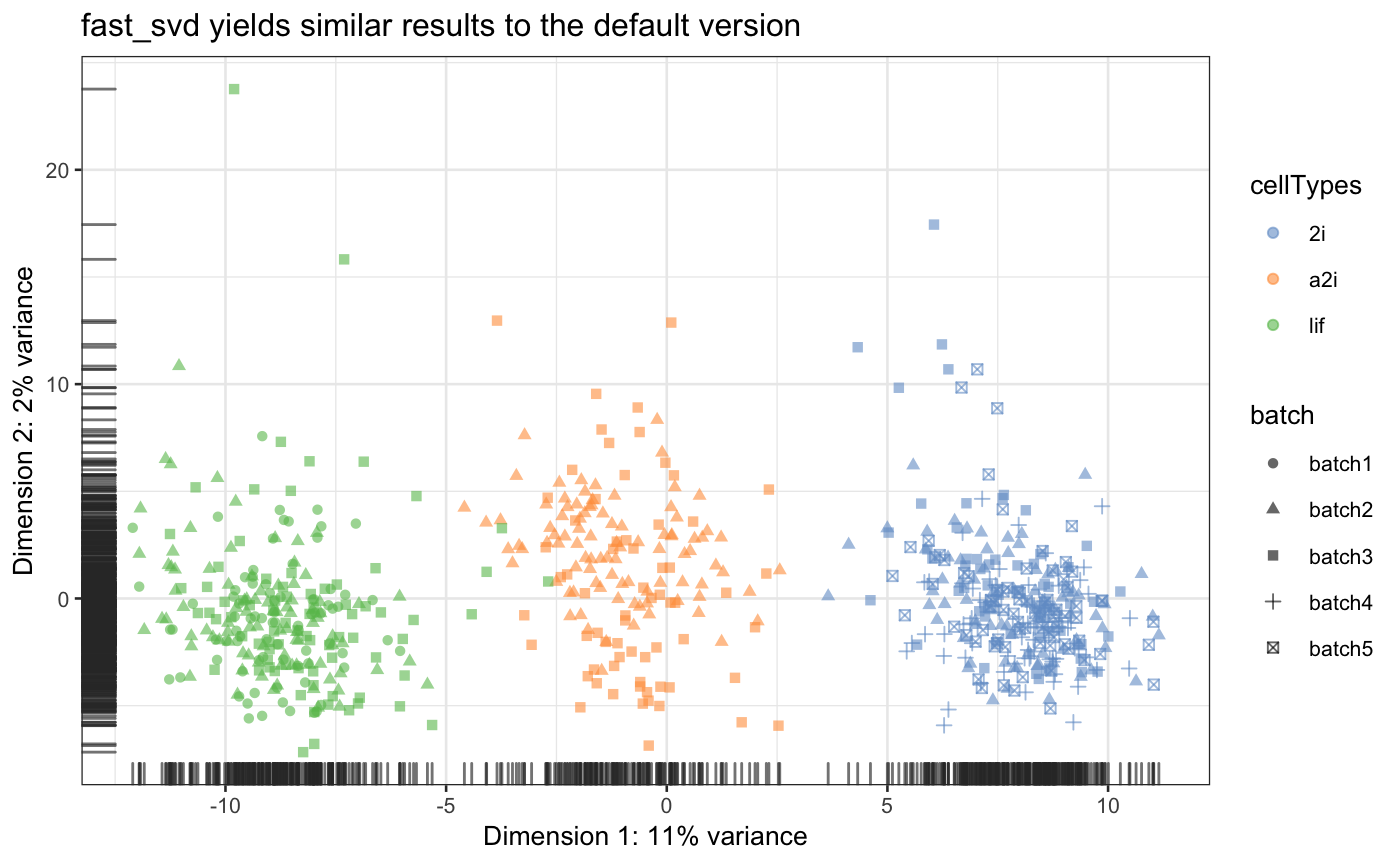 fast_svd yields similar results to the default version
Dimension 2: 2% variance
20
10
0
-10
-5
0
5
10
Dimension 1: 11% variance
cellTypes
2i
a2i
lif
batch
batch1
batch2
batch3
batch4
batch5